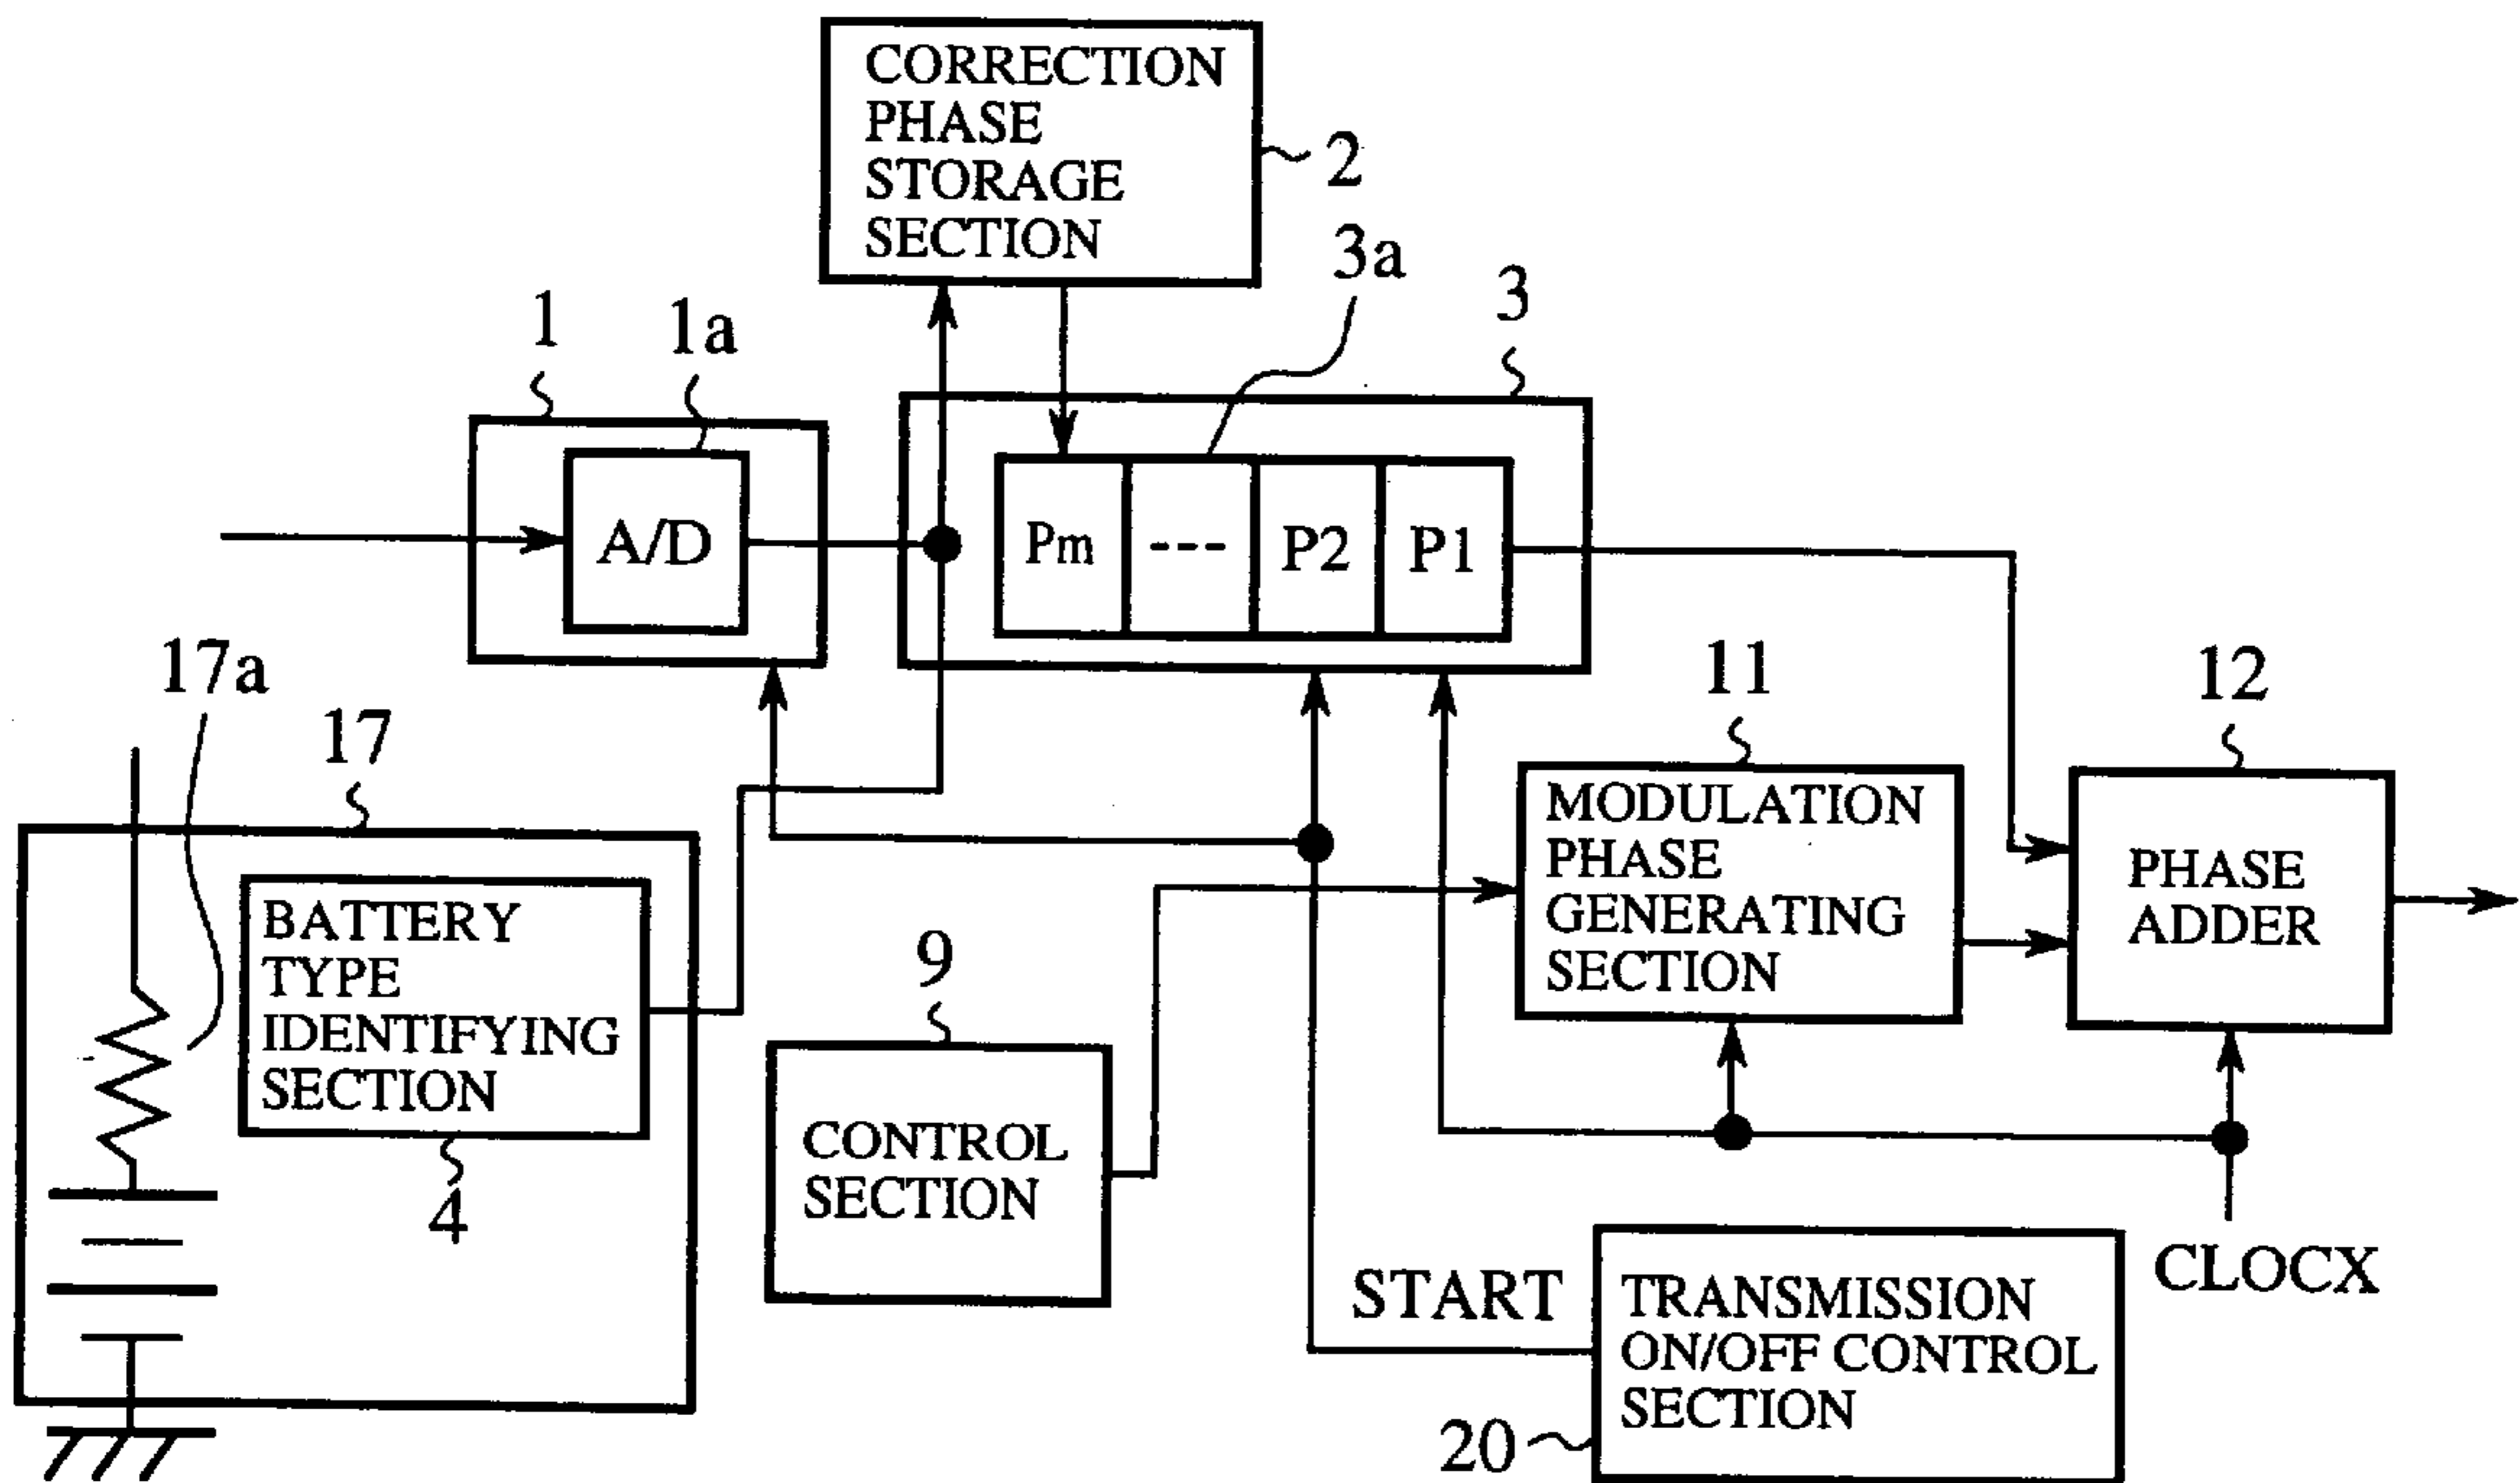 CORRECTION
PHASE
STORAGE
SECTION
2
3a
3
1
1a
A/D
Pm
---
P2
P1
17a
17
11
12
MODULATION
PHASE
GENERATING
SECTION
PHASE
ADDER
BATTERY
TYPE
IDENTIFYING
SECTION
4
9
CONTROL
SECTION
START
CLOCX
TRANSMISSION
ON/OFF CONTROL
SECTION
20